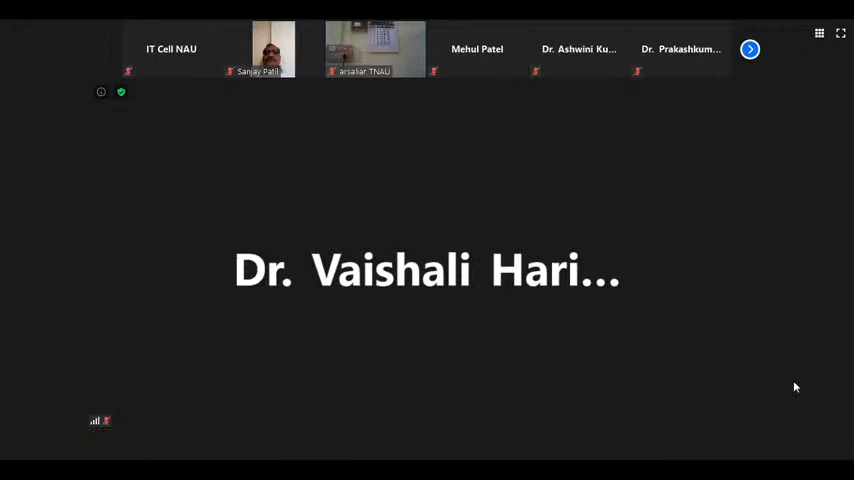 IT Cell NAU
Sanjay Patil
arsaliar TNAU
Mehul Patel
Dr. Ashwini Ku...
Dr. Prakashkum...
Dr. Vaishali Hari...